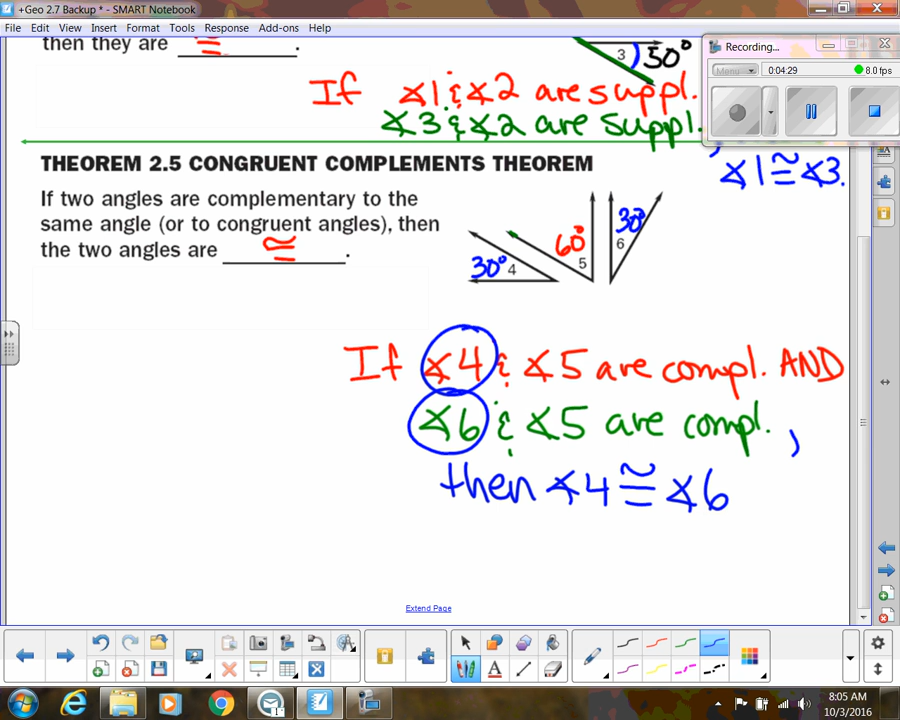 +Geo 2.7 Backup * - SMART Notebook
File Edit View Insert Format Tools Response Add-ons Help
Recording...
Menu 0:04:29 8.0 fps
then they are ≅.
3 50°
If ∡1 & ∡2 are suppl.
∡3 & ∡2 are suppl.
, ∡1 ≅ ∡3.
THEOREM 2.5 CONGRUENT COMPLEMENTS THEOREM
If two angles are complementary to the
same angle (or to congruent angles), then
the two angles are ≅.
30° 4 60° 5 30° 6
If ∡4 & ∡5 are compl. AND
∡6 & ∡5 are compl. ,
then ∡4 ≅ ∡6
Extend Page
8:05 AM
10/3/2016